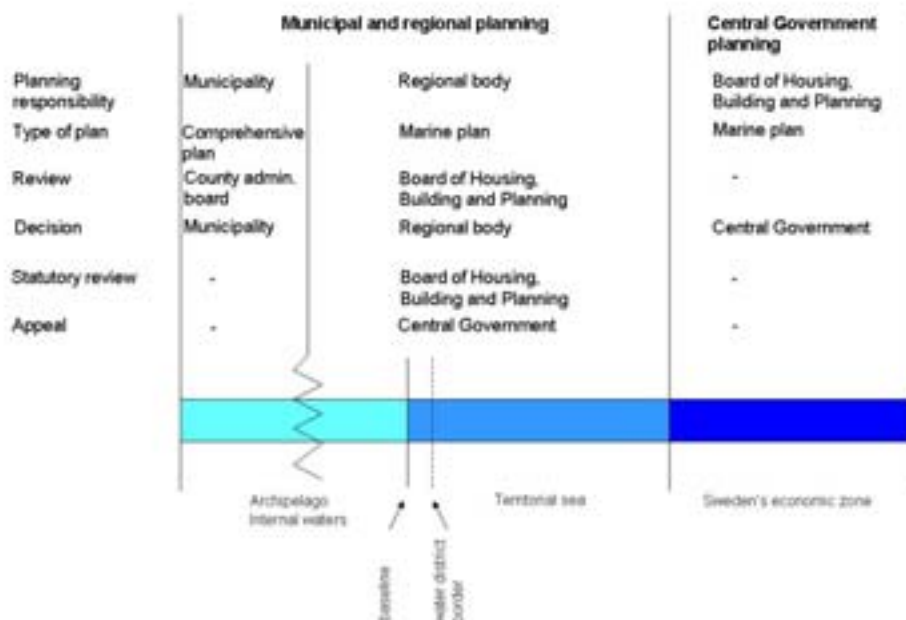 Municipal and regional planning
Central Government
planning
Planning
responsibility
Municipality
Regional body
Board of Housing,
Building and Planning
Type of plan
Comprehensive
plan
Marine plan
Marine plan
Review
County admin.
board
Board of Housing,
Building and Planning
-
Decision
Municipality
Regional body
Central Government
Statutory review
-
Board of Housing,
Building and Planning
-
Appeal
-
Central Government
-
Archipelago
Internal waters
Territorial sea
Sweden's economic zone
baseline
water district
border